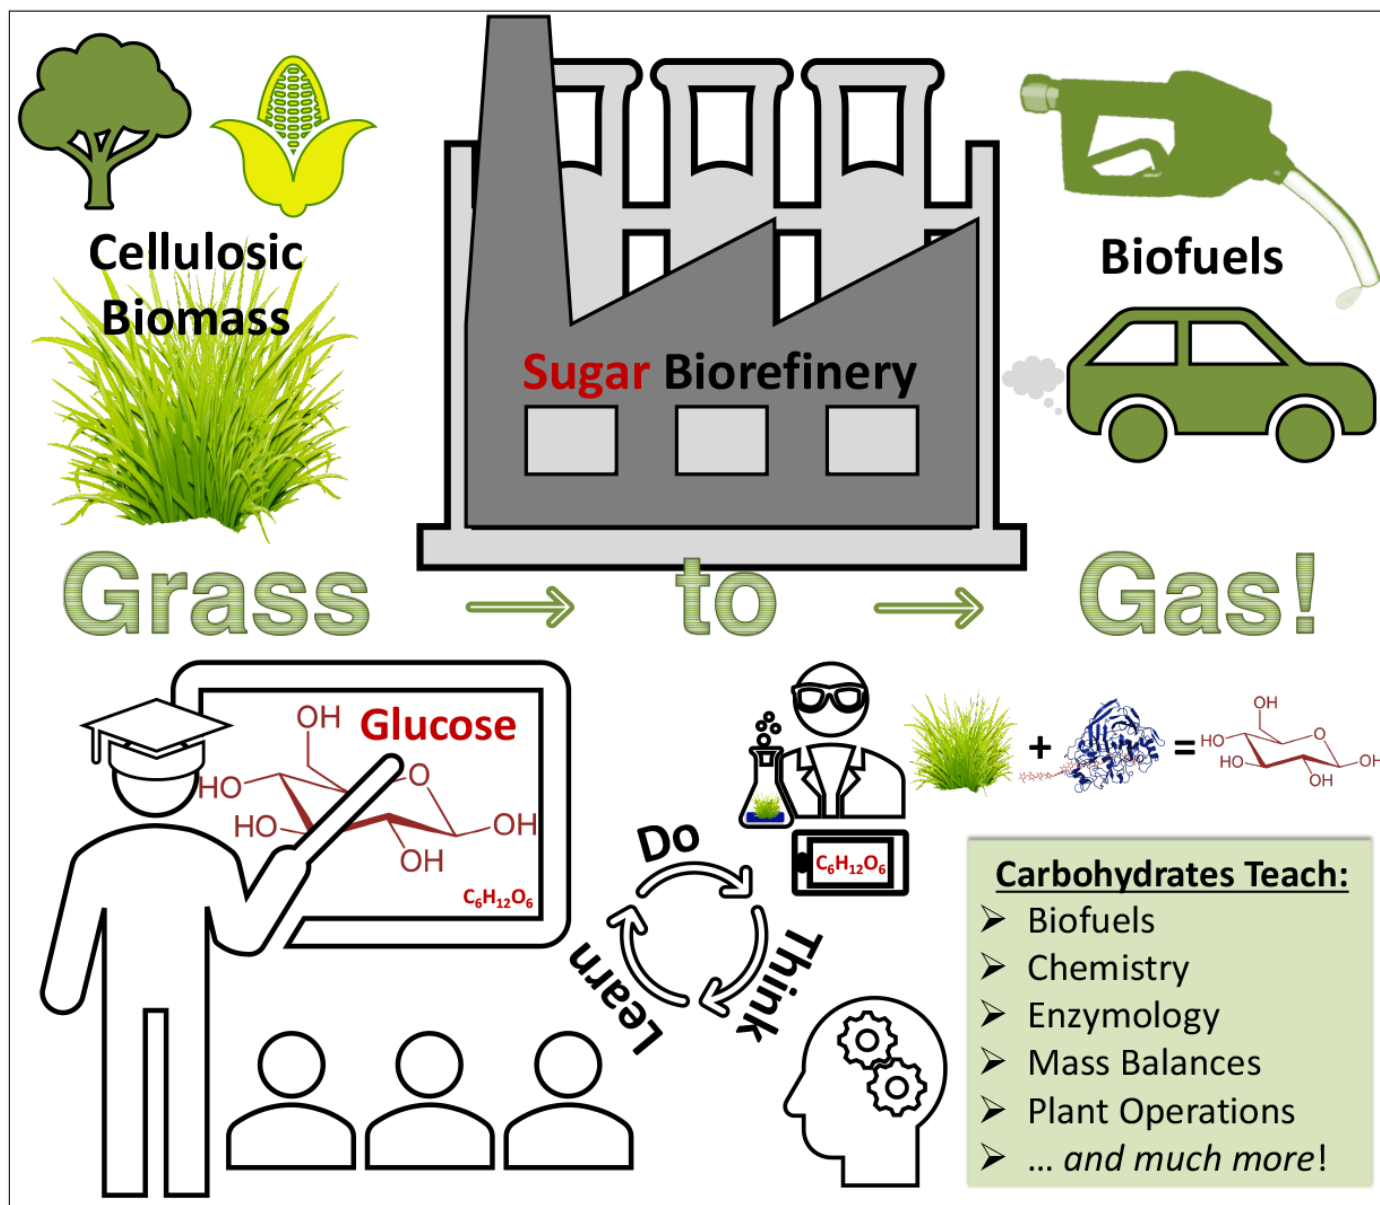 Cellulosic
Biomass
Biofuels
Sugar Biorefinery
Grass → to → Gas!
Glucose
OH
O
HO
HO
OH
OH
C₆H₁₂O₆
Do
Think
Learn
C₆H₁₂O₆
+ =
OH
O
HO
HO
OH
OH
Carbohydrates Teach:
➢ Biofuels
➢ Chemistry
➢ Enzymology
➢ Mass Balances
➢ Plant Operations
➢ … and much more!